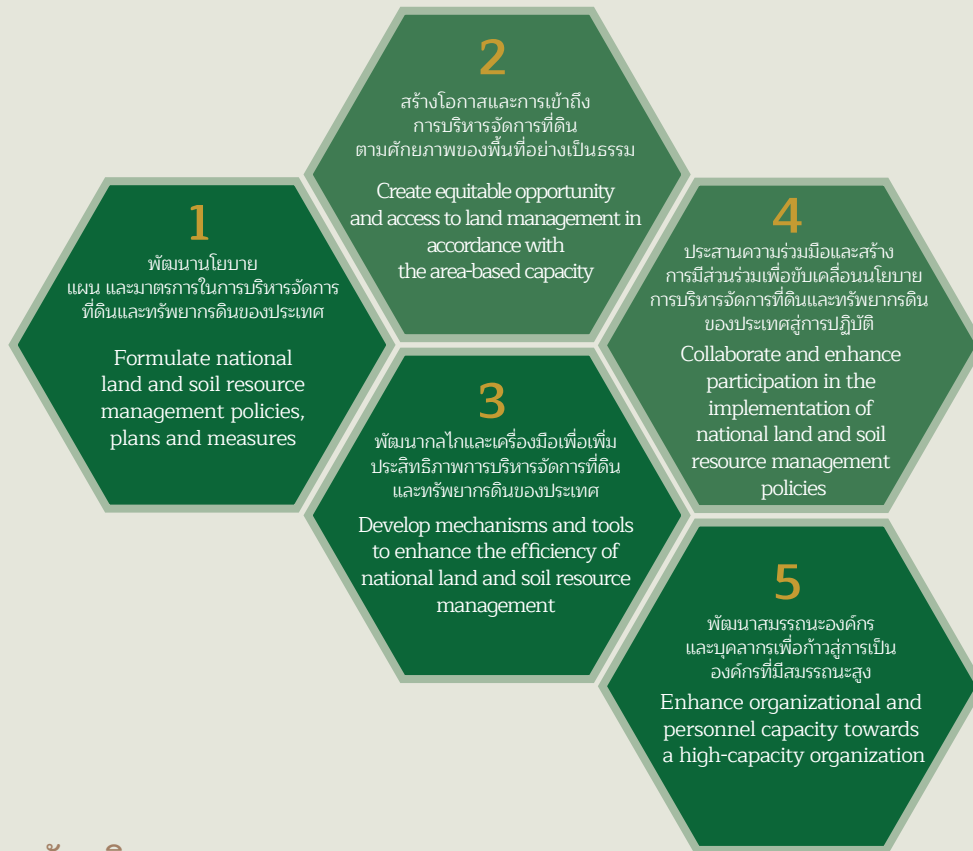 1
พัฒนานโยบาย
แผน และมาตรการในการบริหารจัดการ
ที่ดินและทรัพยากรดินของประเทศ
Formulate national
land and soil resource
management policies,
plans and measures
2
สร้างโอกาสและการเข้าถึง
การบริหารจัดการที่ดิน
ตามศักยภาพของพื้นที่อย่างเป็นธรรม
Create equitable opportunity
and access to land management in
accordance with
the area-based capacity
3
พัฒนากลไกและเครื่องมือเพื่อเพิ่ม
ประสิทธิภาพการบริหารจัดการที่ดิน
และทรัพยากรดินของประเทศ
Develop mechanisms and tools
to enhance the efficiency of
national land and soil resource
management
4
ประสานความร่วมมือและสร้าง
การมีส่วนร่วมเพื่อขับเคลื่อนนโยบาย
การบริหารจัดการที่ดินและทรัพยากรดิน
ของประเทศสู่การปฏิบัติ
Collaborate and enhance
participation in the
implementation of
national land and soil
resource management
policies
5
พัฒนาสมรรถนะองค์กร
และบุคลากรเพื่อก้าวสู่การเป็น
องค์กรที่มีสมรรถนะสูง
Enhance organizational and
personnel capacity towards
a high-capacity organization